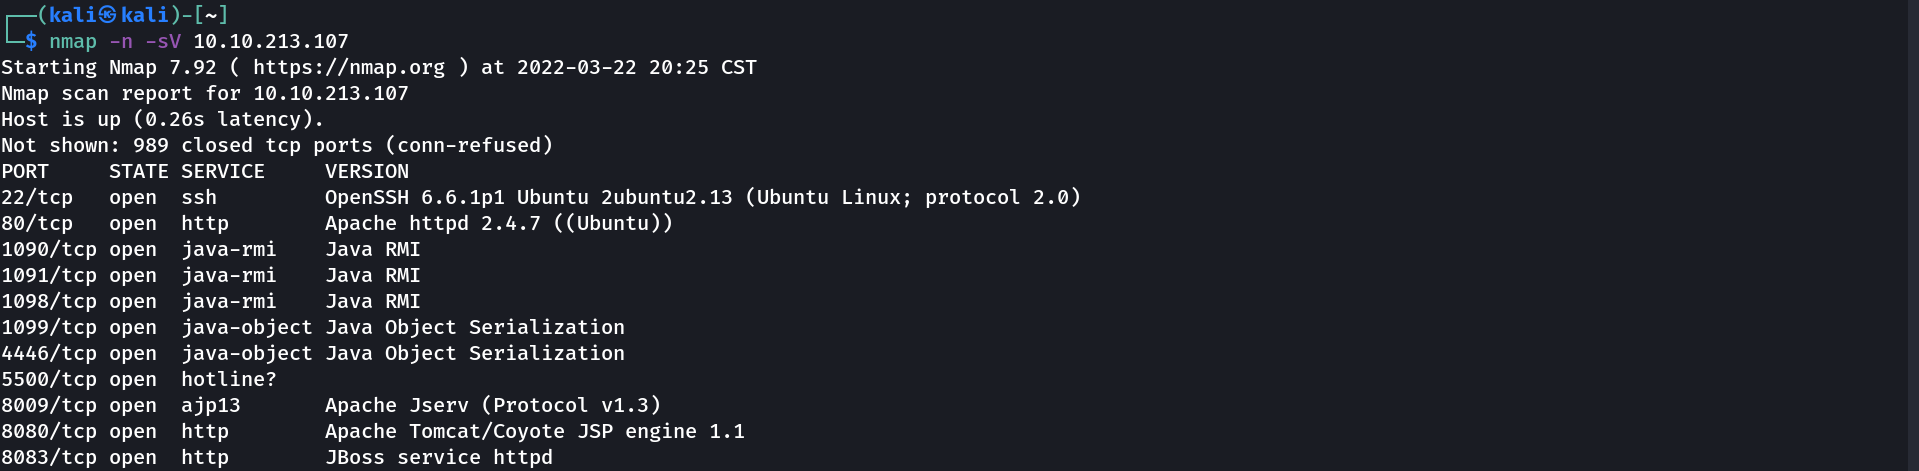 ┌──(kali㉿kali)-[~]
└─$ nmap -n -sV 10.10.213.107
Starting Nmap 7.92 ( https://nmap.org ) at 2022-03-22 20:25 CST
Nmap scan report for 10.10.213.107
Host is up (0.26s latency).
Not shown: 989 closed tcp ports (conn-refused)
PORT     STATE SERVICE     VERSION
22/tcp   open  ssh         OpenSSH 6.6.1p1 Ubuntu 2ubuntu2.13 (Ubuntu Linux; protocol 2.0)
80/tcp   open  http        Apache httpd 2.4.7 ((Ubuntu))
1090/tcp open  java-rmi    Java RMI
1091/tcp open  java-rmi    Java RMI
1098/tcp open  java-rmi    Java RMI
1099/tcp open  java-object Java Object Serialization
4446/tcp open  java-object Java Object Serialization
5500/tcp open  hotline?
8009/tcp open  ajp13       Apache Jserv (Protocol v1.3)
8080/tcp open  http        Apache Tomcat/Coyote JSP engine 1.1
8083/tcp open  http        JBoss service httpd